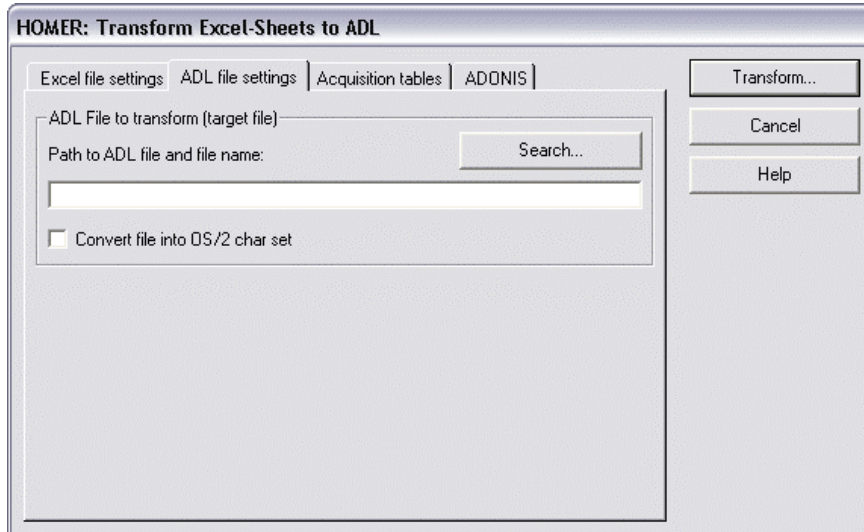 HOMER: Transform Excel-Sheets to ADL
Excel file settings ADL file settings Acquisition tables ADONIS
Transform...
Cancel
Help
ADL File to transform (target file)
Path to ADL file and file name:
Search...
Convert file into OS/2 char set